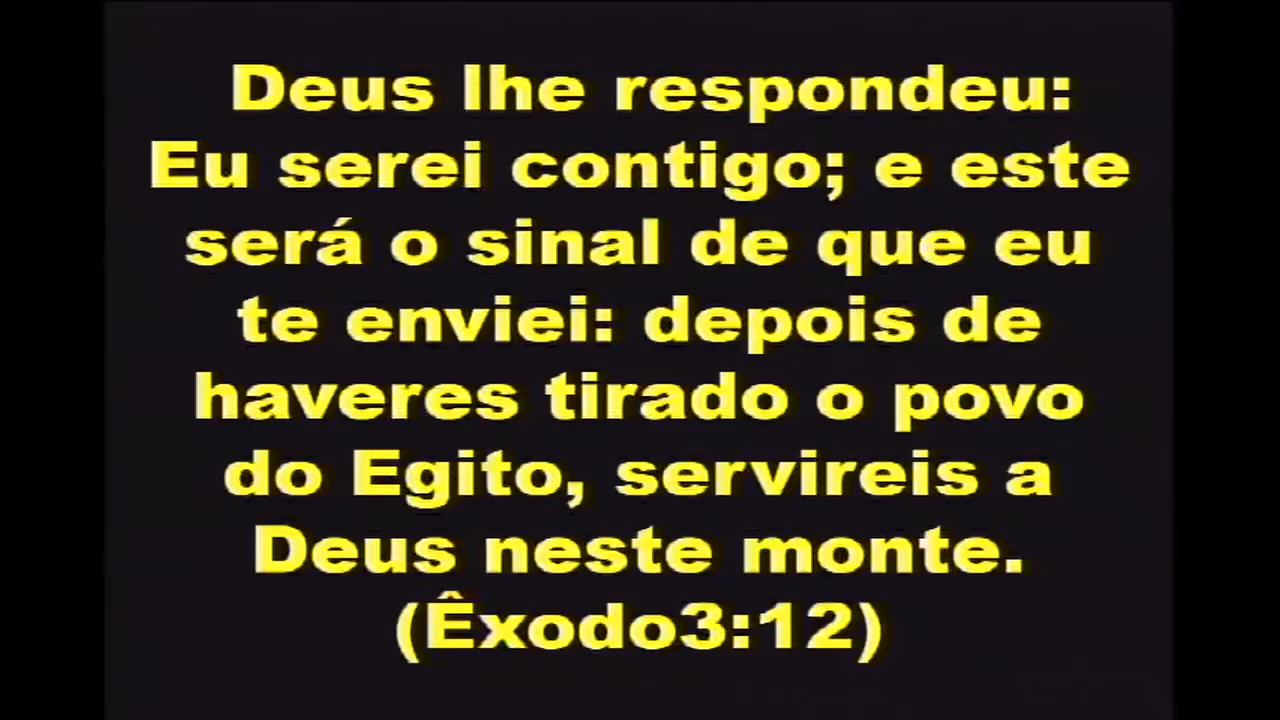 Deus lhe respondeu:
Eu serei contigo; e este
será o sinal de que eu
te enviei: depois de
haveres tirado o povo
do Egito, servireis a
Deus neste monte.
(Êxodo3:12)